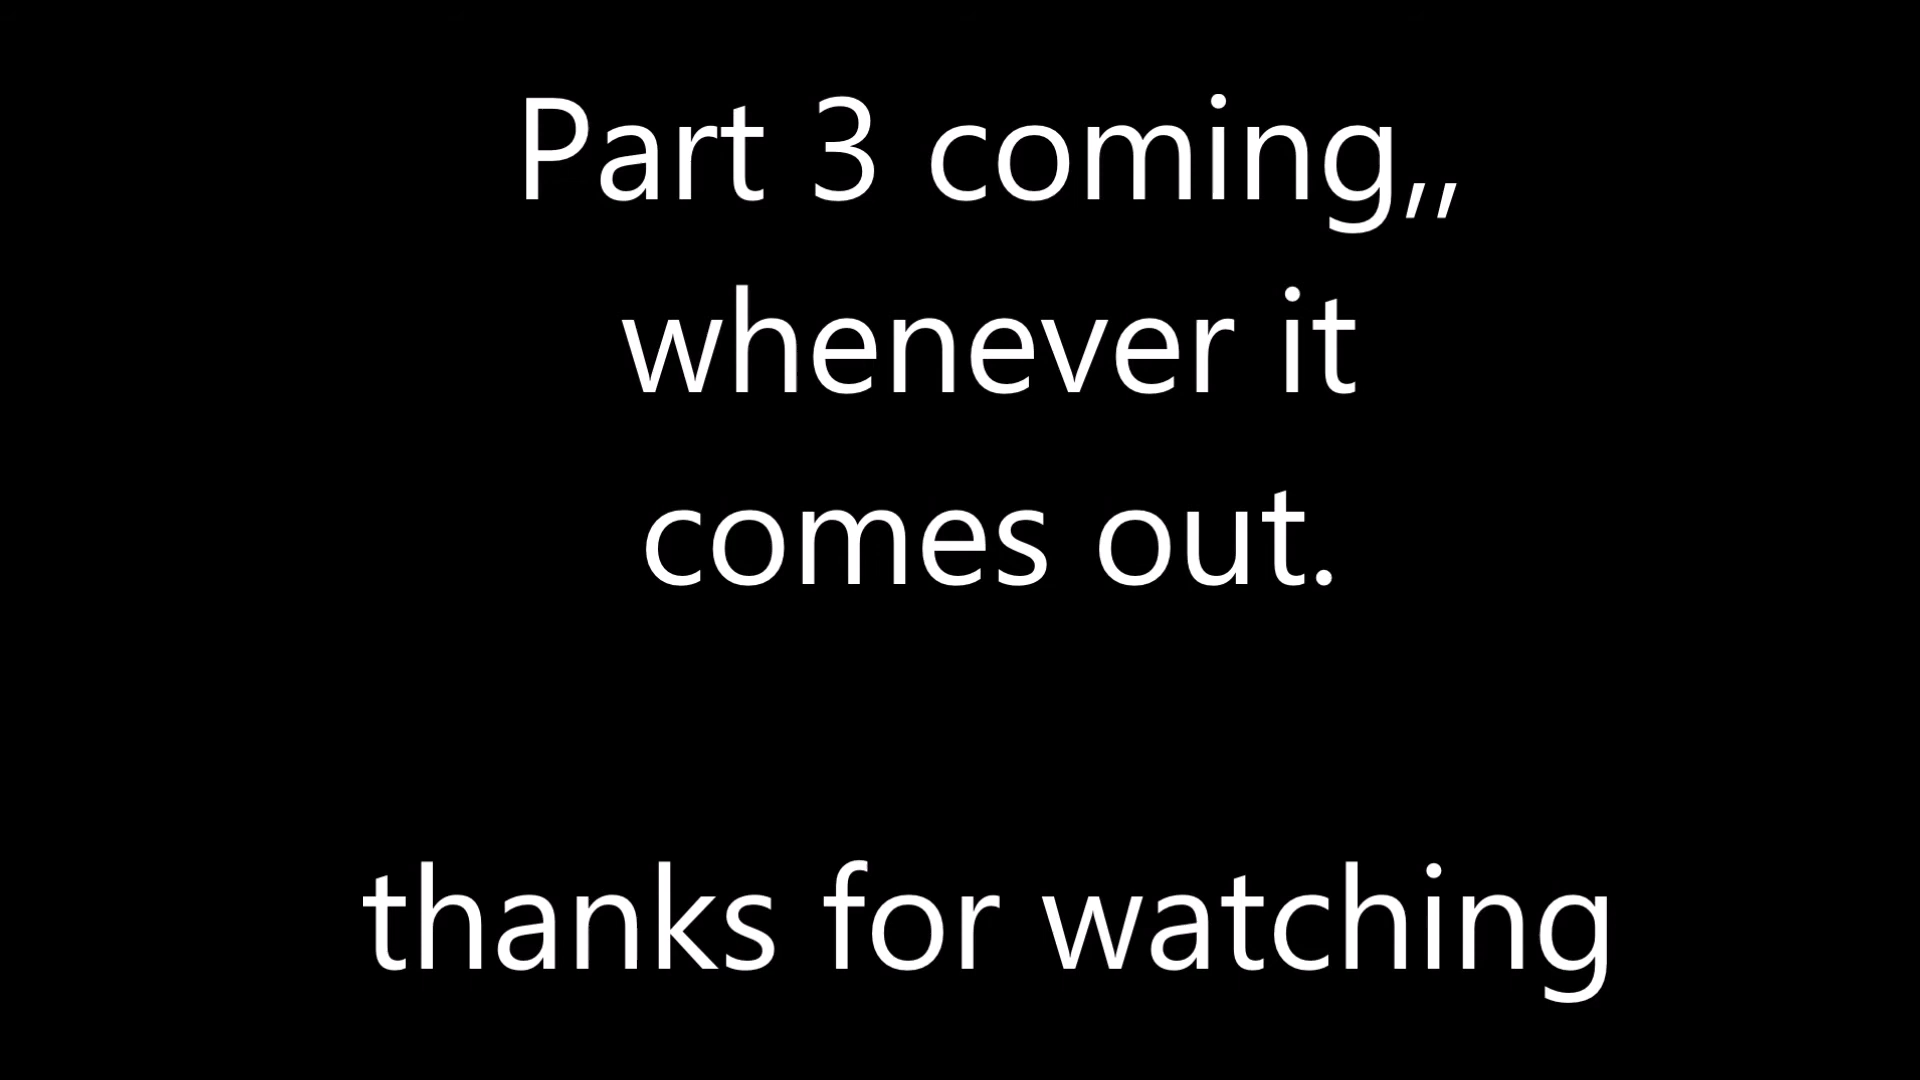 Part 3 coming,,
whenever it
comes out.
thanks for watching